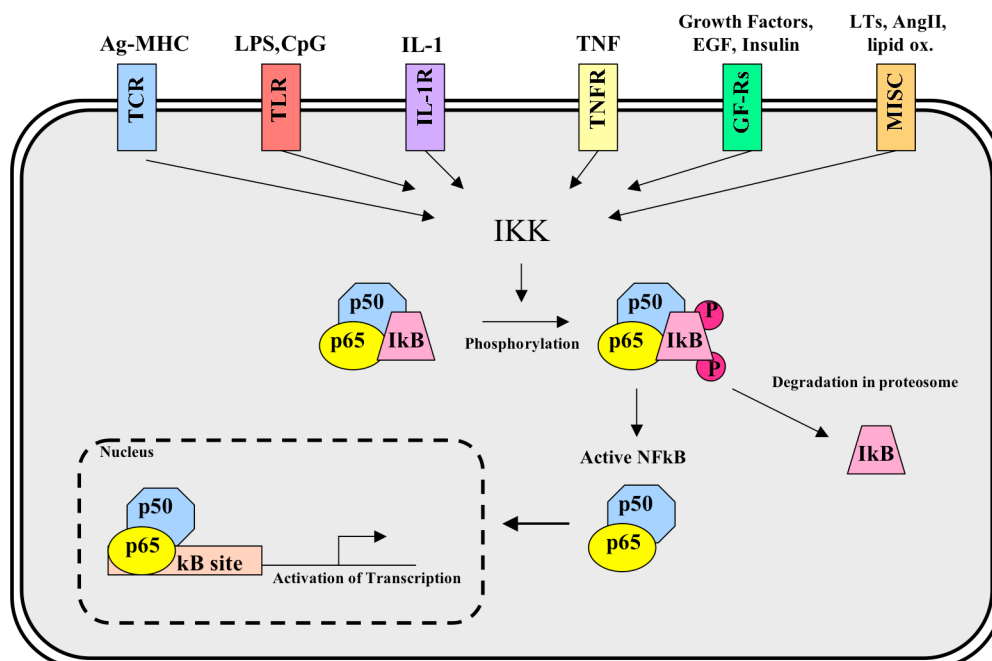 Ag-MHC
LPS,CpG
IL-1
TNF
Growth Factors,
EGF, Insulin
LTs, AngII,
lipid ox.
TCR
TLR
IL-1R
TNFR
GF-Rs
MISC
IKK
p50
p65
IkB
Phosphorylation
p50
p65
IkB
P
P
Degradation in proteosome
IkB
Active NFkB
p50
p65
Nucleus
p50
p65
kB site
Activation of Transcription